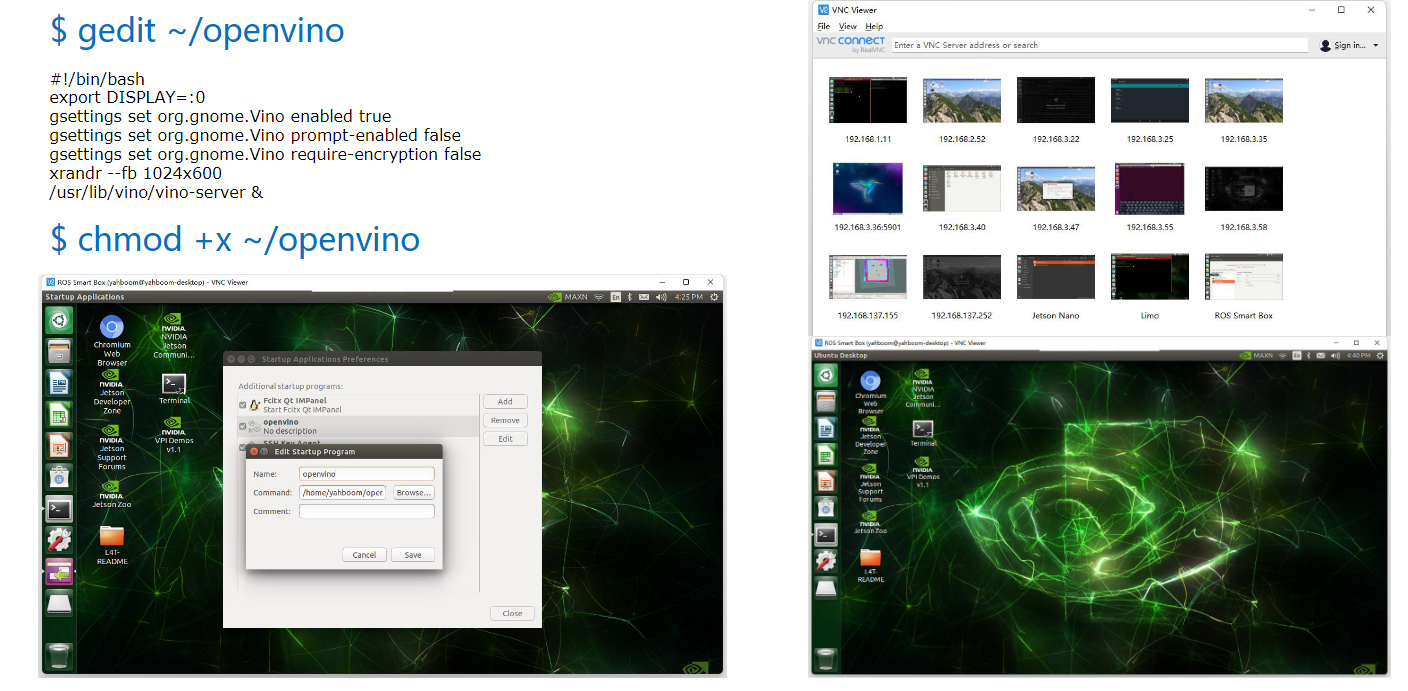 $ gedit ~/openvino
#!/bin/bash
export DISPLAY=:0
gsettings set org.gnome.Vino enabled true
gsettings set org.gnome.Vino prompt-enabled false
gsettings set org.gnome.Vino require-encryption false
xrandr --fb 1024x600
/usr/lib/vino/vino-server &
$ chmod +x ~/openvino
ROS Smart Box (yahboom@yahboom-desktop) - VNC Viewer
Startup Applications
MAXN
En
4:25 PM
Chromium
Web
Browser
NVIDIA
NVIDIA
Jetson
Communi...
NVIDIA
Jetson
Developer
Zone
Terminal
NVIDIA
Jetson
Support
Forums
NVIDIA
VPI Demos
v1.1
NVIDIA
Jetson Zoo
L4T-
README
Startup Applications Preferences
Additional startup programs:
Fcitx Qt IMPanel
Start Fcitx Qt IMPanel
openvino
No description
SSH Key Agent
Add
Remove
Edit
Edit Startup Program
Name:
openvino
Command:
/home/yahboom/oper
Browse...
Comment:
Cancel
Save
Close
VNC Viewer
File View Help
VNC CONNECT
by RealVNC
Enter a VNC Server address or search
Sign in...
192.168.1.11
192.168.2.52
192.168.3.22
192.168.3.25
192.168.3.35
192.168.3.36:5901
192.168.3.40
192.168.3.47
192.168.3.55
192.168.3.58
192.168.137.155
192.168.137.252
Jetson Nano
Limo
ROS Smart Box
ROS Smart Box (yahboom@yahboom-desktop) - VNC Viewer
Ubuntu Desktop
MAXN
En
4:40 PM
Chromium
Web
Browser
NVIDIA
NVIDIA
Jetson
Communi...
NVIDIA
Jetson
Developer
Zone
Terminal
NVIDIA
Jetson
Support
Forums
NVIDIA
VPI Demos
v1.1
NVIDIA
Jetson Zoo
L4T-
README